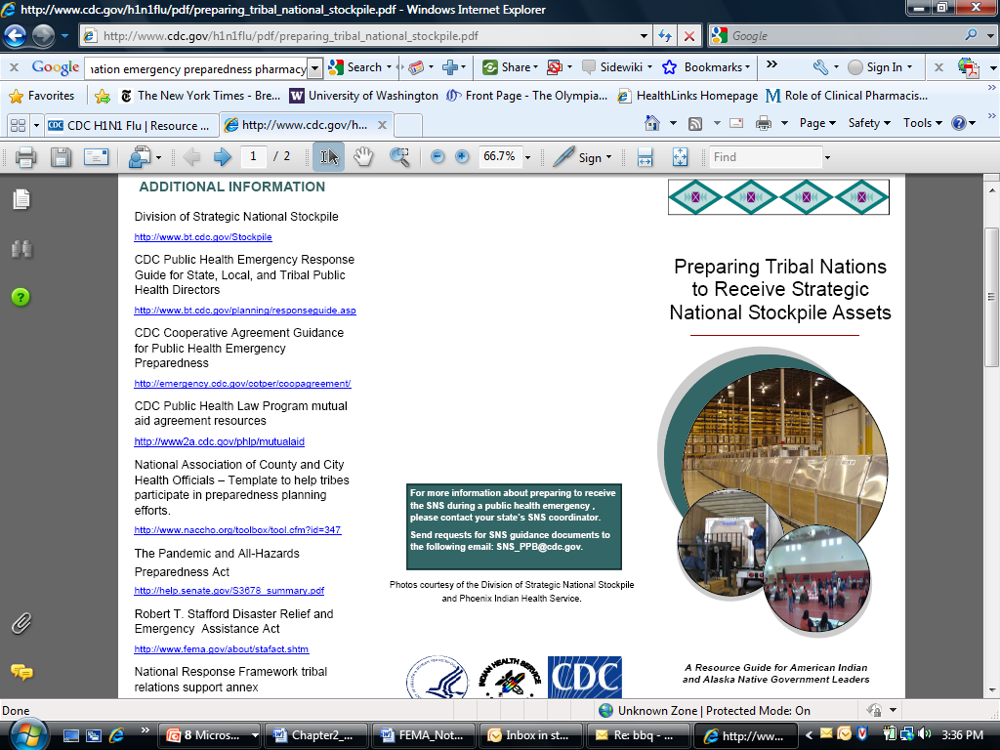 http://www.cdc.gov/h1n1flu/pdf/preparing_tribal_national_stockpile.pdf - Windows Internet Explorer
http://www.cdc.gov/h1n1flu/pdf/preparing_tribal_national_stockpile.pdf
Google
Google
nation emergency preparedness pharmacy
Search
Share
Sidewiki
Bookmarks
Sign In
Favorites
The New York Times - Bre...
University of Washington
Front Page - The Olympia...
HealthLinks Homepage
Role of Clinical Pharmacis...
CDC H1N1 Flu | Resource ...
http://www.cdc.gov/h...
Page
Safety
Tools
1 / 2
66.7%
Sign
Find
ADDITIONAL INFORMATION
Division of Strategic National Stockpile
http://www.bt.cdc.gov/Stockpile
CDC Public Health Emergency Response
Guide for State, Local, and Tribal Public
Health Directors
http://www.bt.cdc.gov/planning/responseguide.asp
CDC Cooperative Agreement Guidance
for Public Health Emergency
Preparedness
http://emergency.cdc.gov/cotper/coopagreement/
CDC Public Health Law Program mutual
aid agreement resources
http://www2a.cdc.gov/phlp/mutualaid
National Association of County and City
Health Officials – Template to help tribes
participate in preparedness planning
efforts.
http://www.naccho.org/toolbox/tool.cfm?id=347
The Pandemic and All-Hazards
Preparedness Act
http://help.senate.gov/S3678_summary.pdf
Robert T. Stafford Disaster Relief and
Emergency Assistance Act
http://www.fema.gov/about/stafact.shtm
National Response Framework tribal
relations support annex
For more information about preparing to receive
the SNS during a public health emergency ,
please contact your state's SNS coordinator.
Send requests for SNS guidance documents to
the following email: SNS_PPB@cdc.gov.
Photos courtesy of the Division of Strategic National Stockpile
and Phoenix Indian Health Service.
INDIAN HEALTH SERVICE
CDC
Preparing Tribal Nations
to Receive Strategic
National Stockpile Assets
A Resource Guide for American Indian
and Alaska Native Government Leaders
Done
Unknown Zone | Protected Mode: On
8 Micros...
Chapter2_...
FEMA_Not...
Inbox in st...
Re: bbq - ...
http://ww...
3:36 PM